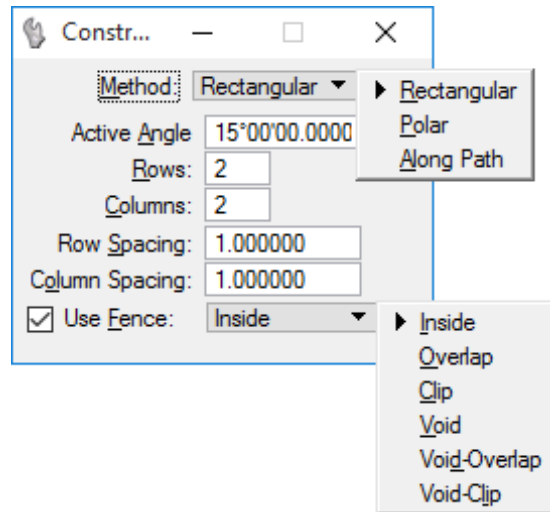 Constr...
Method: Rectangular
Rectangular
Polar
Along Path
Active Angle 15°00'00.0000
Rows: 2
Columns: 2
Row Spacing: 1.000000
Column Spacing: 1.000000
Use Fence: Inside
Inside
Overlap
Clip
Void
Void-Overlap
Void-Clip